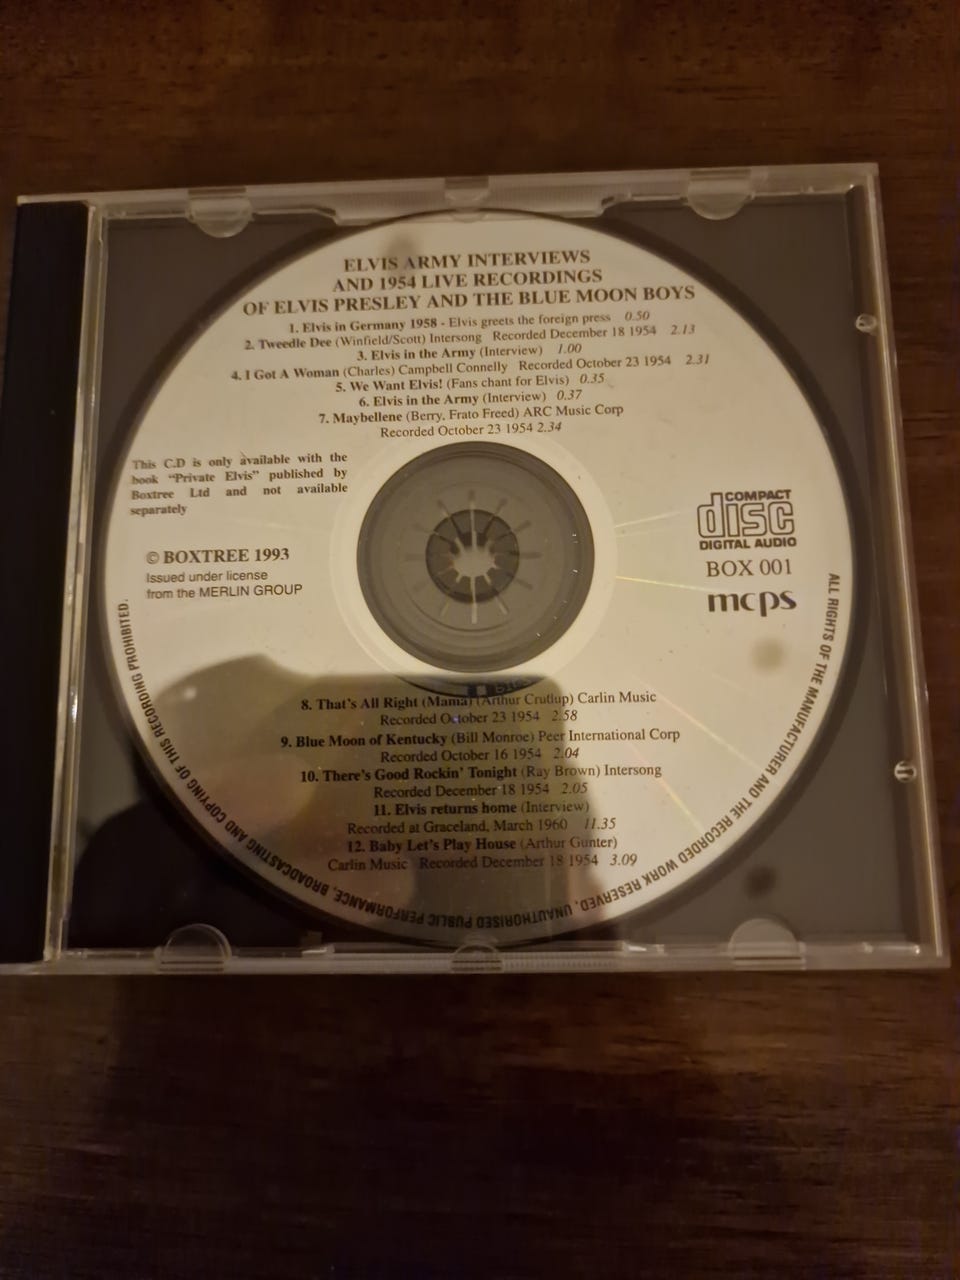 ELVIS ARMY INTERVIEWS
AND 1954 LIVE RECORDINGS
OF ELVIS PRESLEY AND THE BLUE MOON BOYS
1. Elvis in Germany 1958 - Elvis greets the foreign press 0.50
2. Tweedle Dee (Winfield/Scott) Intersong Recorded December 18 1954 2.13
3. Elvis in the Army (Interview) 1.00
4. I Got A Woman (Charles) Campbell Connelly Recorded October 23 1954 2.31
5. We Want Elvis! (Fans chant for Elvis) 0.35
6. Elvis in the Army (Interview) 0.37
7. Maybellene (Berry, Frato Freed) ARC Music Corp
Recorded October 23 1954 2.34
This C.D is only available with the
book “Private Elvis” published by
Boxtree Ltd and not available
separately
© BOXTREE 1993
Issued under license
from the MERLIN GROUP
COMPACT
disc
DIGITAL AUDIO
BOX 001
mcps
8. That's All Right (Mama) (Arthur Crudup) Carlin Music
Recorded October 23 1954 2.58
9. Blue Moon of Kentucky (Bill Monroe) Peer International Corp
Recorded October 16 1954 2.04
10. There's Good Rockin' Tonight (Ray Brown) Intersong
Recorded December 18 1954 2.05
11. Elvis returns home (Interview)
Recorded at Graceland, March 1960 11.35
12. Baby Let's Play House (Arthur Gunter)
Carlin Music Recorded December 18 1954 3.09
ALL RIGHTS OF THE MANUFACTURER AND THE RECORDED WORK RESERVED. UNAUTHORISED PUBLIC PERFORMANCE, BROADCASTING AND COPYING OF THIS RECORDING PROHIBITED.